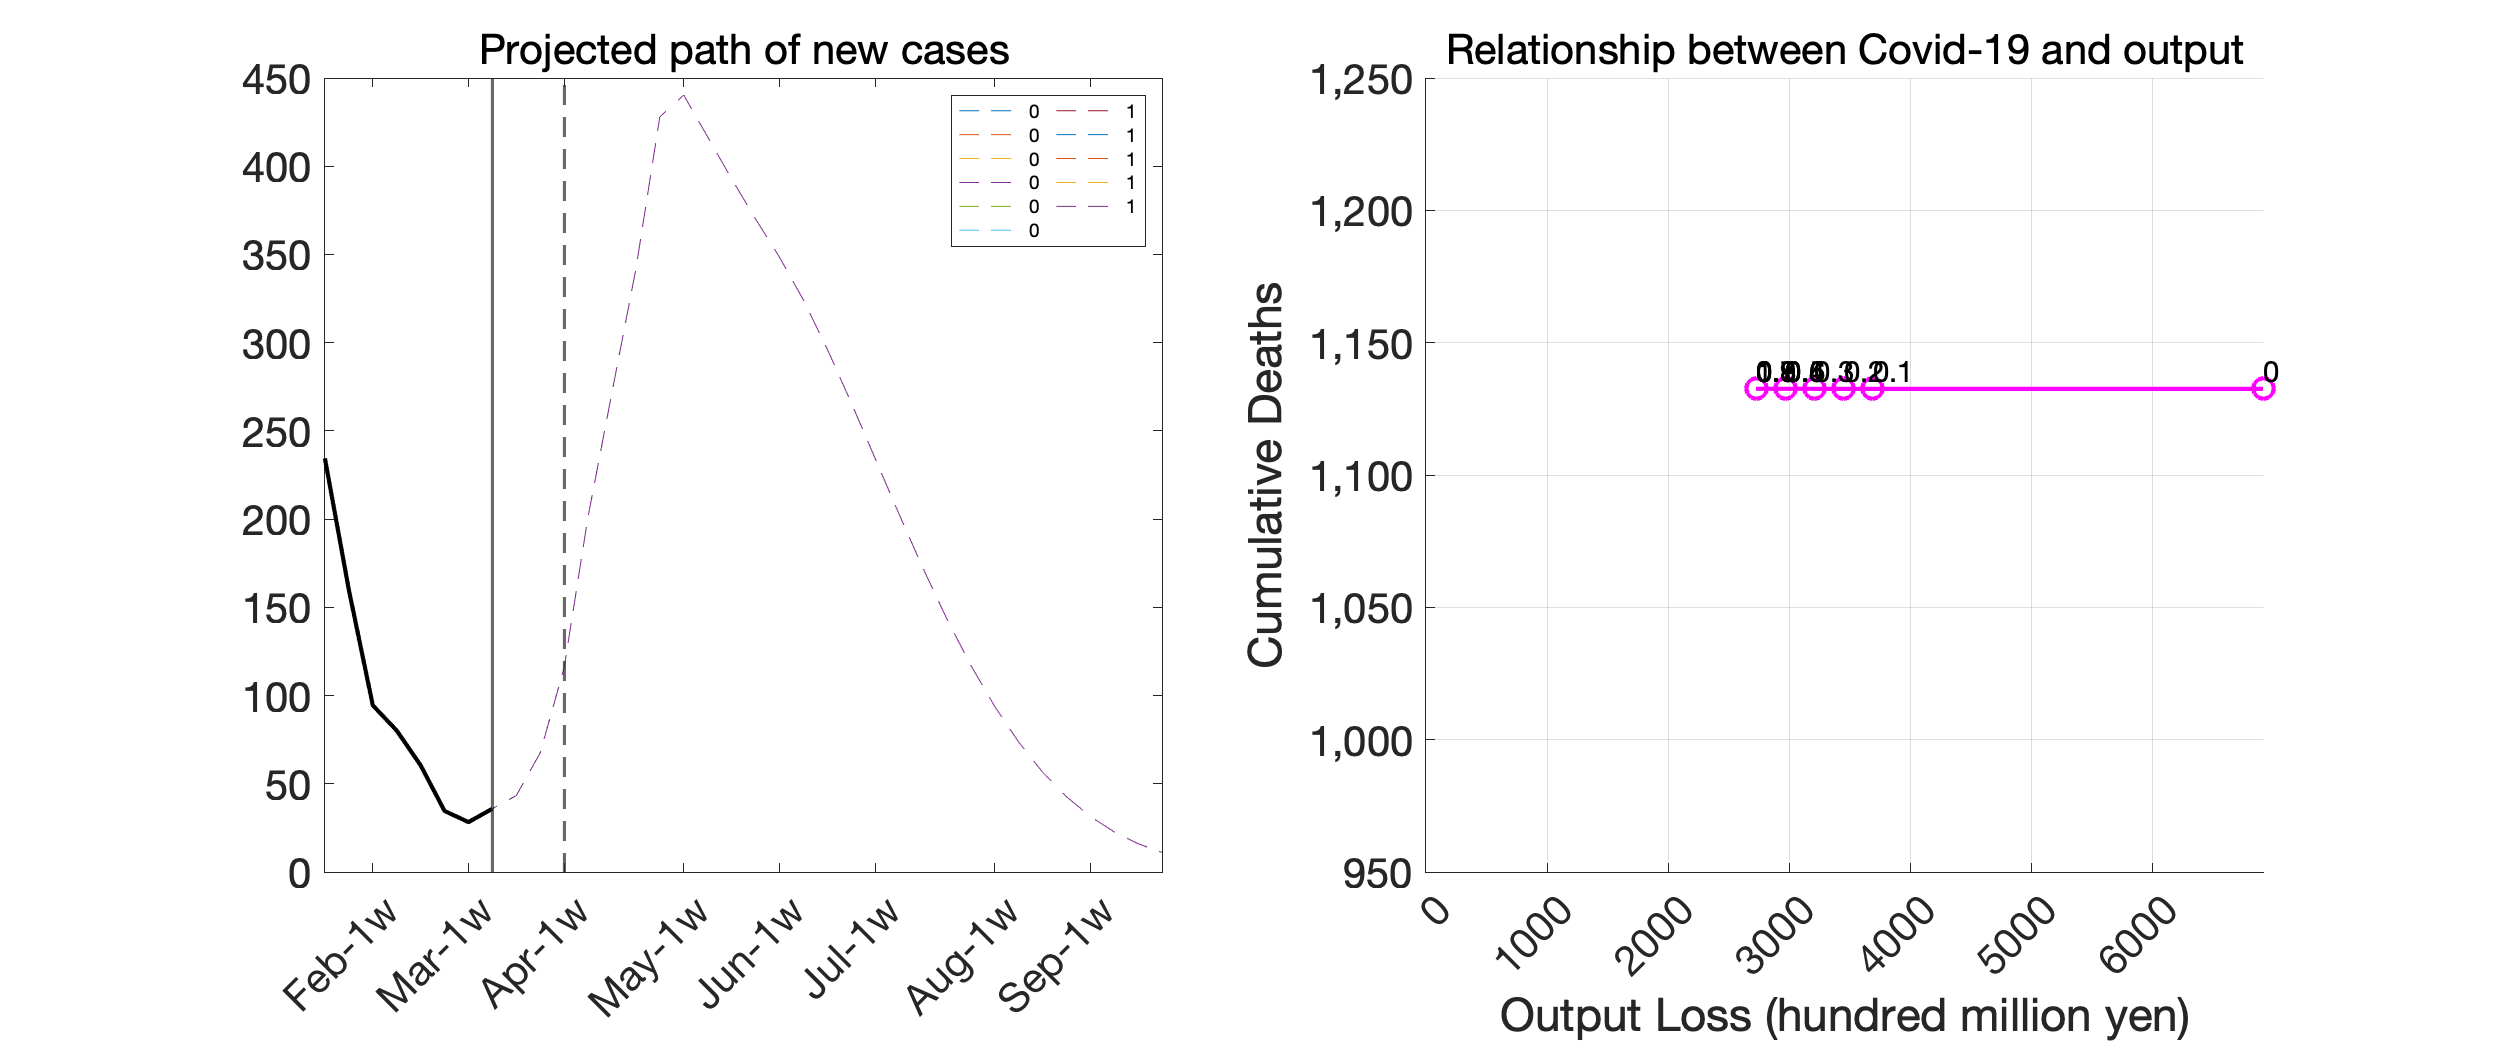 Projected path of new cases
450
400
350
300
250
200
150
100
50
0
0 1
0 1
0 1
0 1
0 1
0
Feb-1w
Mar-1w
Apr-1w
May-1w
Jun-1w
Jul-1w
Aug-1w
Sep-1w
Relationship between Covid-19 and output
Cumulative Deaths
1,250
1,200
1,150
1,100
1,050
1,000
950
0
0
1000
2000
3000
4000
5000
6000
Output Loss (hundred million yen)